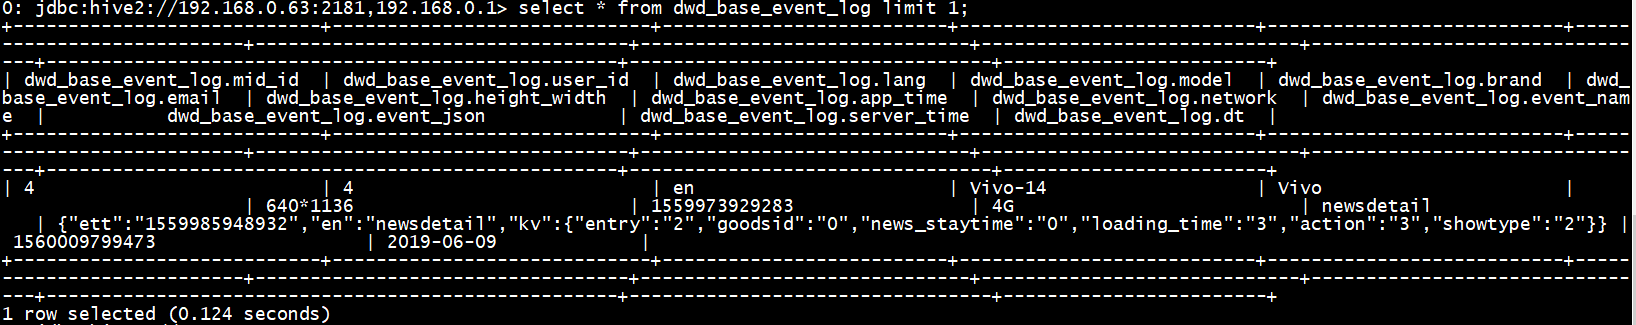 0: jdbc:hive2://192.168.0.63:2181,192.168.0.1> select * from dwd_base_event_log limit 1;
+-----------------------------+------------------------------+---------------------------+----------------------------+----------------------------+----
----------------------+----------------------------------+-------------------------------+------------------------------+------------------------------
---+----------------------------------------------------+----------------------------------+-------------------------+
| dwd_base_event_log.mid_id | dwd_base_event_log.user_id | dwd_base_event_log.lang | dwd_base_event_log.model | dwd_base_event_log.brand | dwd_
base_event_log.email | dwd_base_event_log.height_width | dwd_base_event_log.app_time | dwd_base_event_log.network | dwd_base_event_log.event_nam
e | dwd_base_event_log.event_json | dwd_base_event_log.server_time | dwd_base_event_log.dt |
+-----------------------------+------------------------------+---------------------------+----------------------------+----------------------------+----
----------------------+----------------------------------+-------------------------------+------------------------------+------------------------------
---+----------------------------------------------------+----------------------------------+-------------------------+
| 4 | 4 | en | Vivo-14 | Vivo |
| 640*1136 | 1559973929283 | 4G | newsdetail
| {"ett":"1559985948932","en":"newsdetail","kv":{"entry":"2","goodsid":"0","news_staytime":"0","loading_time":"3","action":"3","showtype":"2"}} |
1560009799473 | 2019-06-09 |
+-----------------------------+------------------------------+---------------------------+----------------------------+----------------------------+----
----------------------+----------------------------------+-------------------------------+------------------------------+------------------------------
---+----------------------------------------------------+----------------------------------+-------------------------+
1 row selected (0.124 seconds)